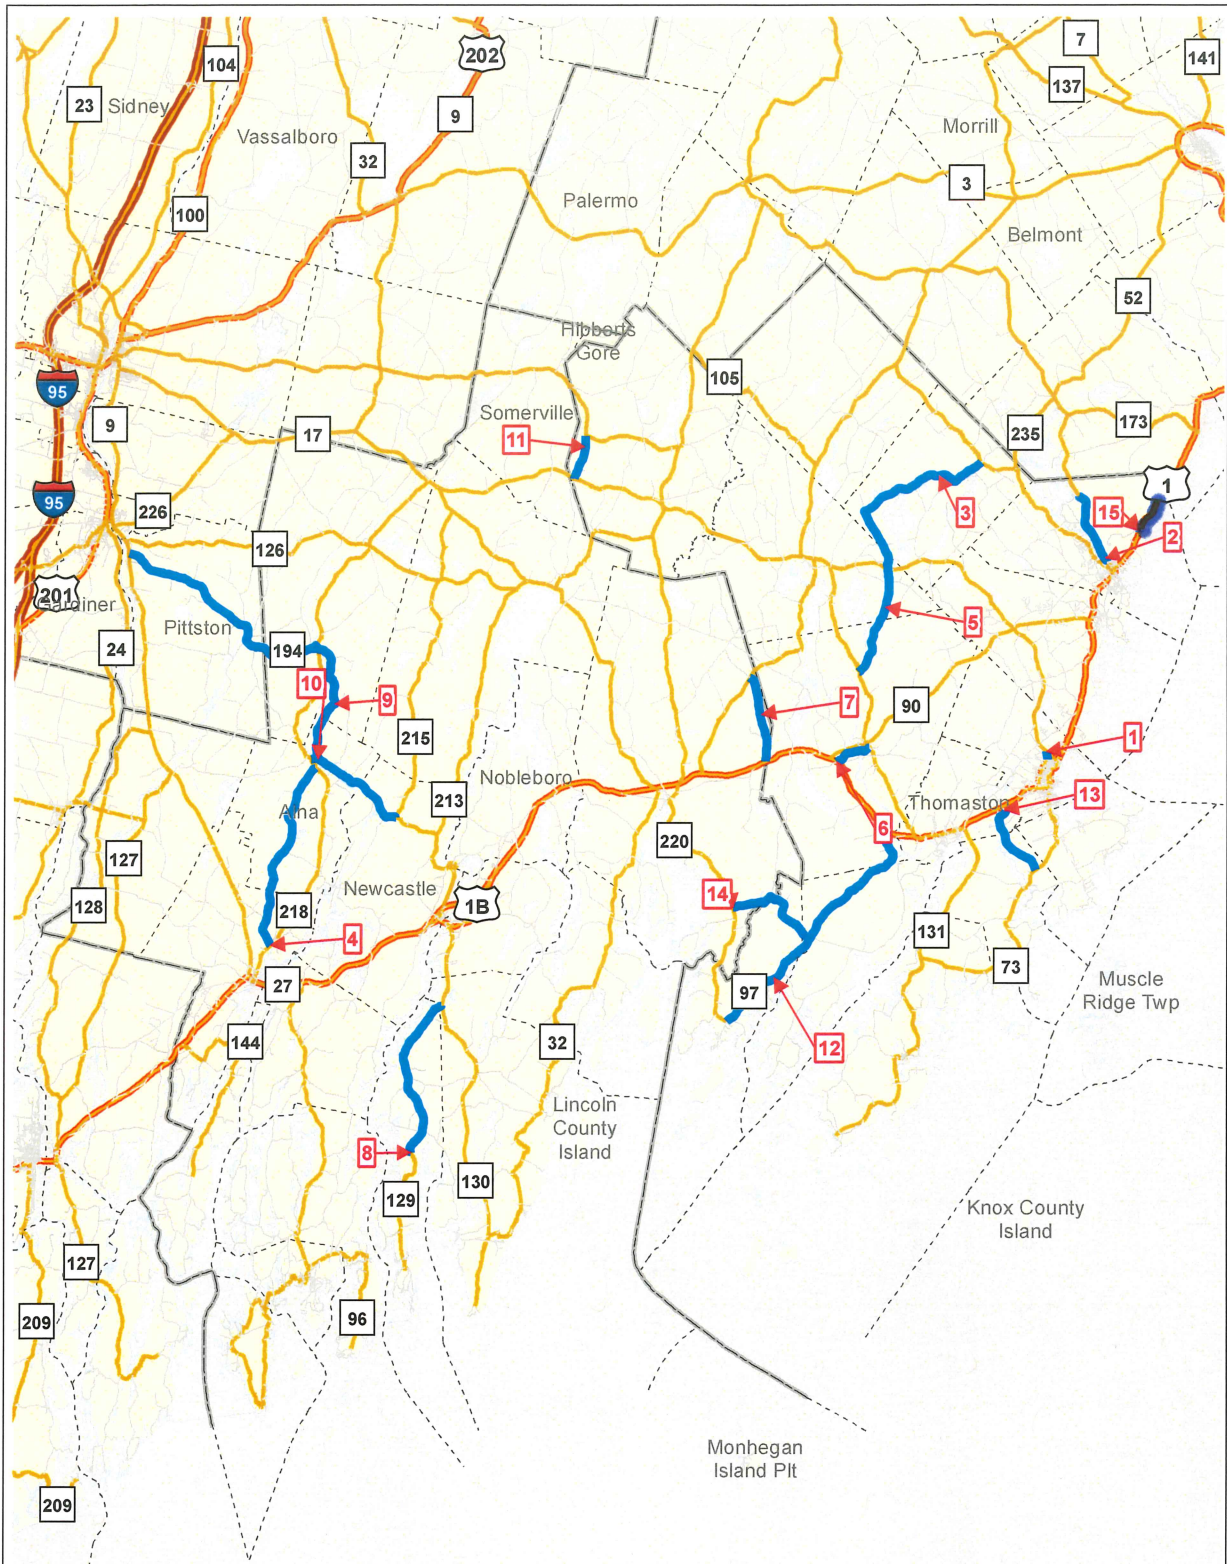 202
7
104
141
23
Sidney
137
9
Vassalboro
Morrill
32
3
Palermo
100
Belmont
52
Hibberts
Gore
105
95
Somerville
173
9
17
235
11
1
95
226
3
15
2
126
201
Gardiner
Pittston
5
24
194
10
9
7
90
215
1
Nobleboro
213
13
Alna
Thomaston
6
220
127
Newcastle
14
128
1B
218
131
4
73
27
Muscle
Ridge Twp
97
144
32
12
Lincoln
County
Island
8
130
129
Knox County
Island
127
96
209
Monhegan
Island Plt
209